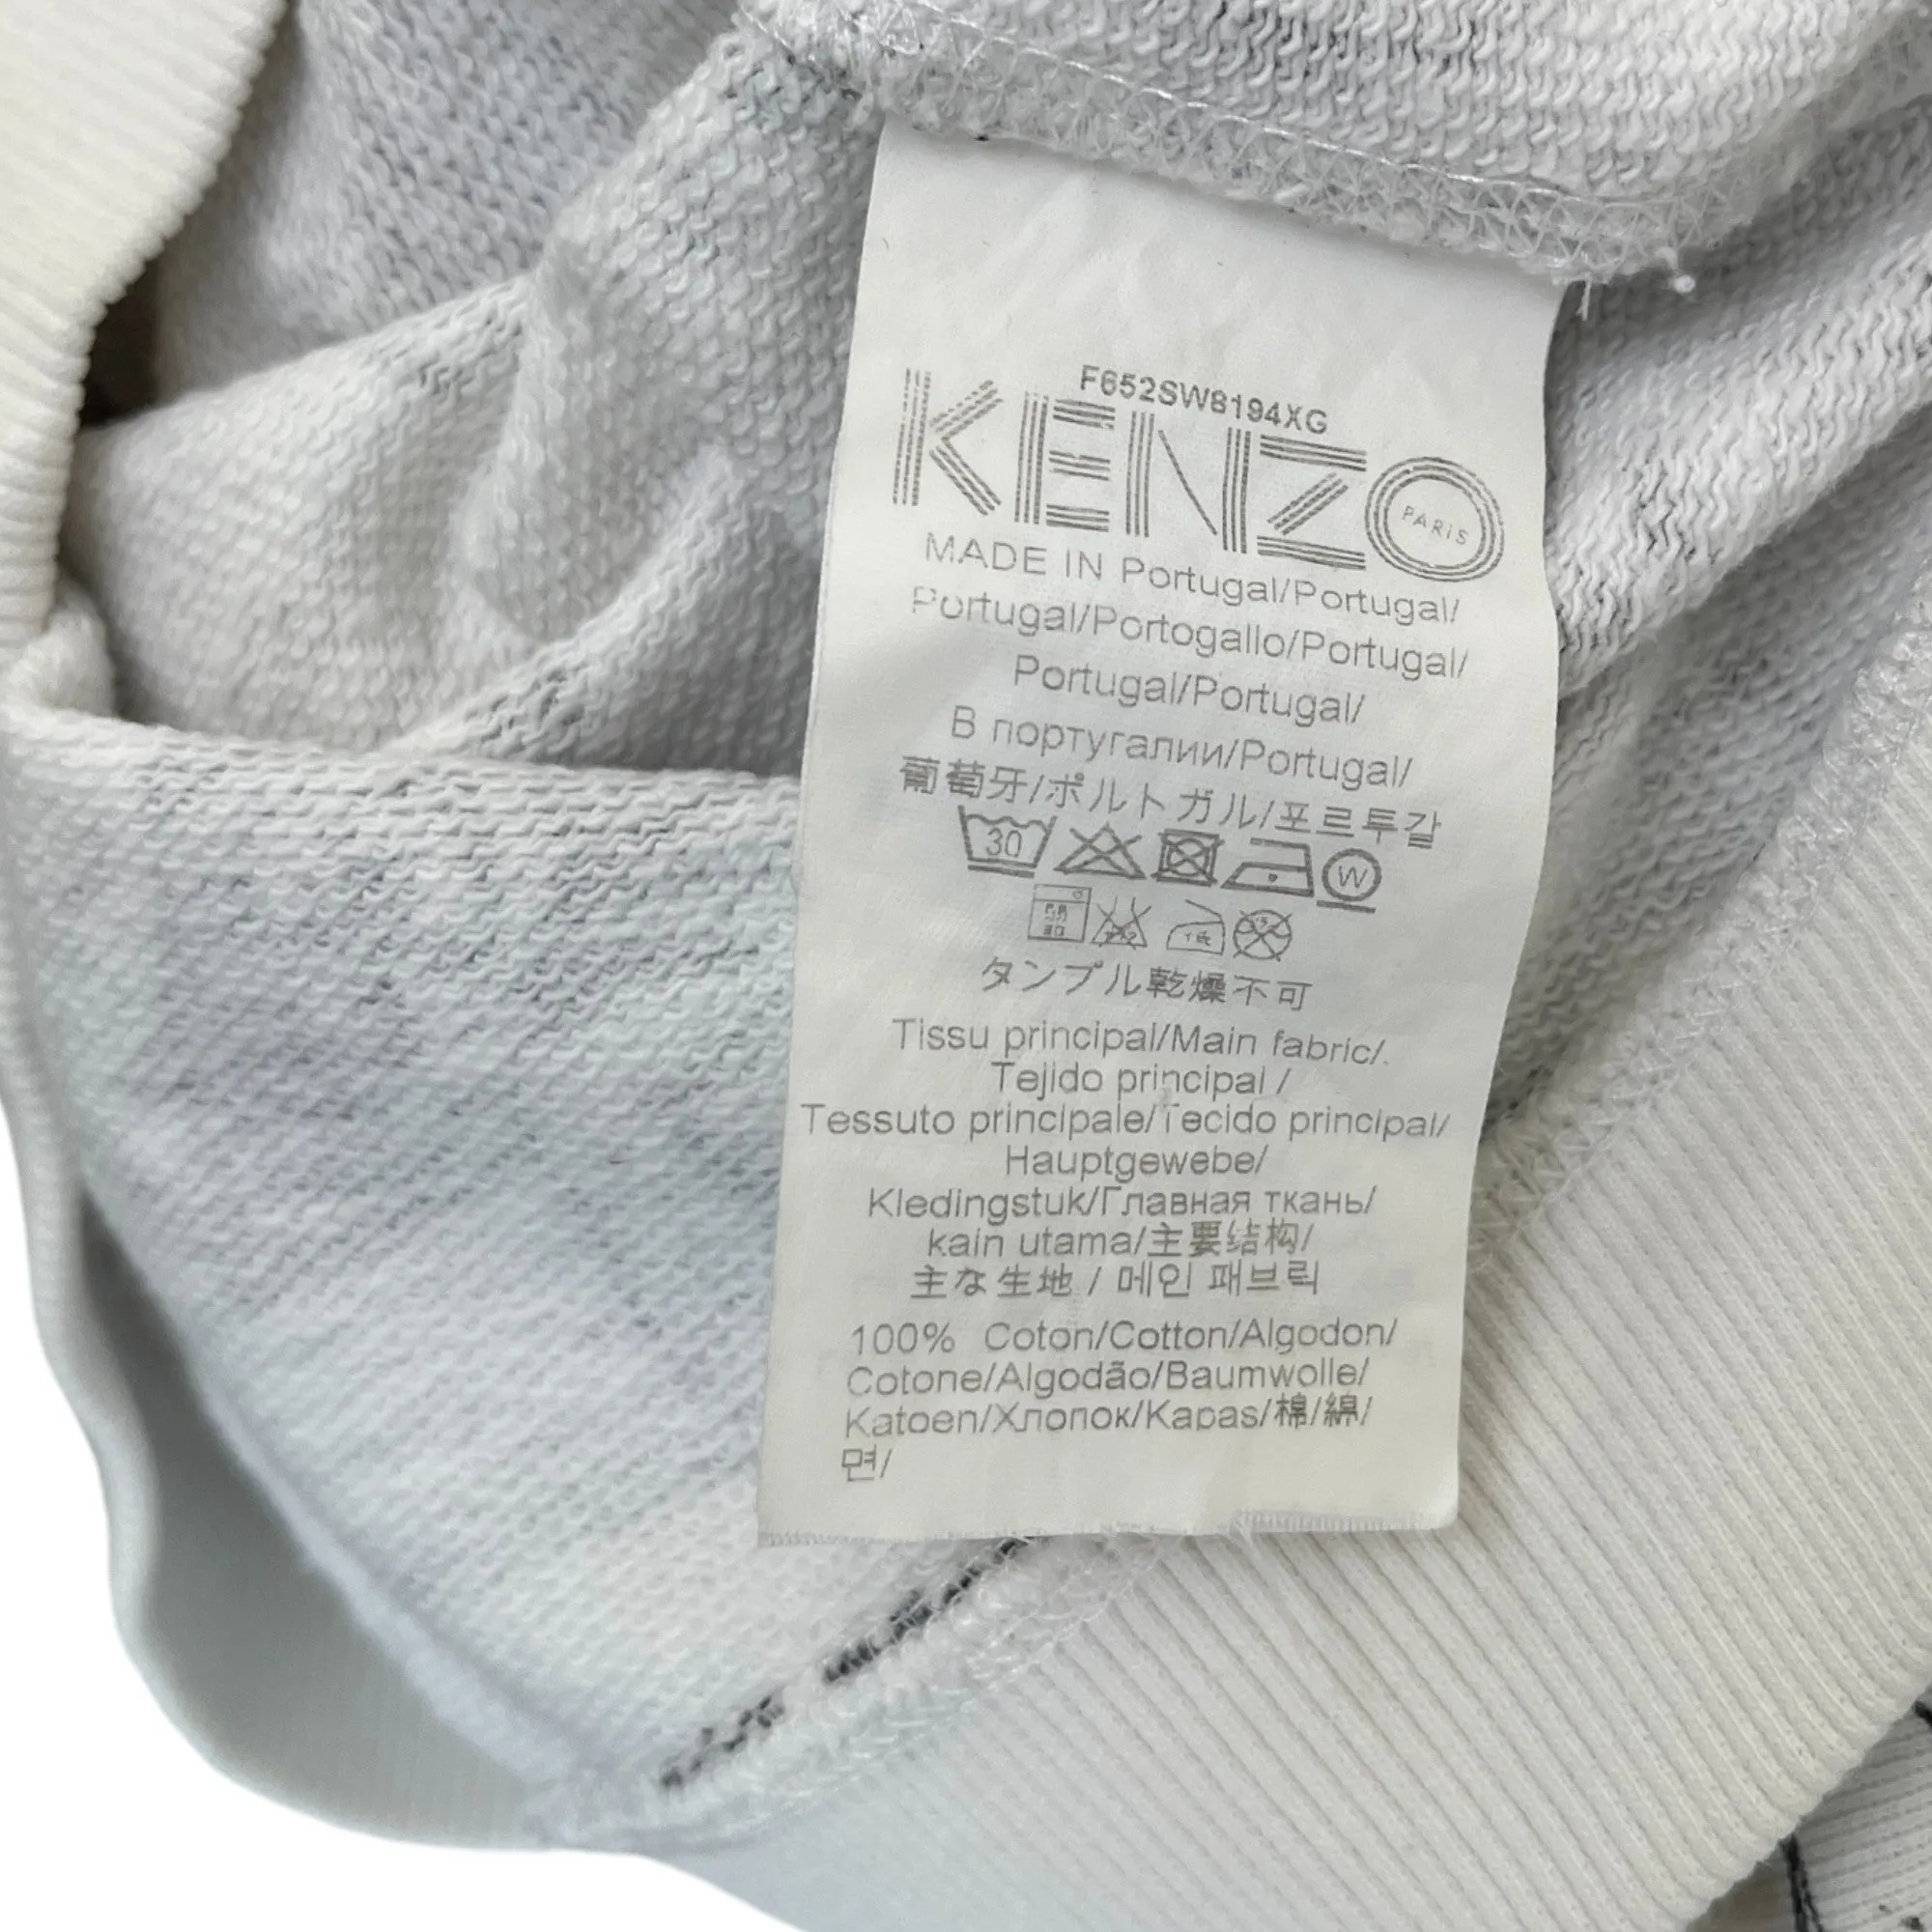 F652SW8194XG
KENZO
PARIS
MADE IN Portugal/Portugal/
Portugal/Portogallo/Portugal/
Portugal/Portugal/
В португалии/Portugal/
葡萄牙/ポルトガル/포르투갈
30
W
タンブル乾燥不可
Tissu principal/Main fabric/
Tejido principal /
Tessuto principale/Tecido principal/
Hauptgewebe/
Kledingstuk/Главная ткань/
kain utama/主要结构/
主な生地 / 메인 패브릭
100% Coton/Cotton/Algodon/
Cotone/Algodão/Baumwolle/
Katoen/Хлопок/Kapas/棉/綿/
면/